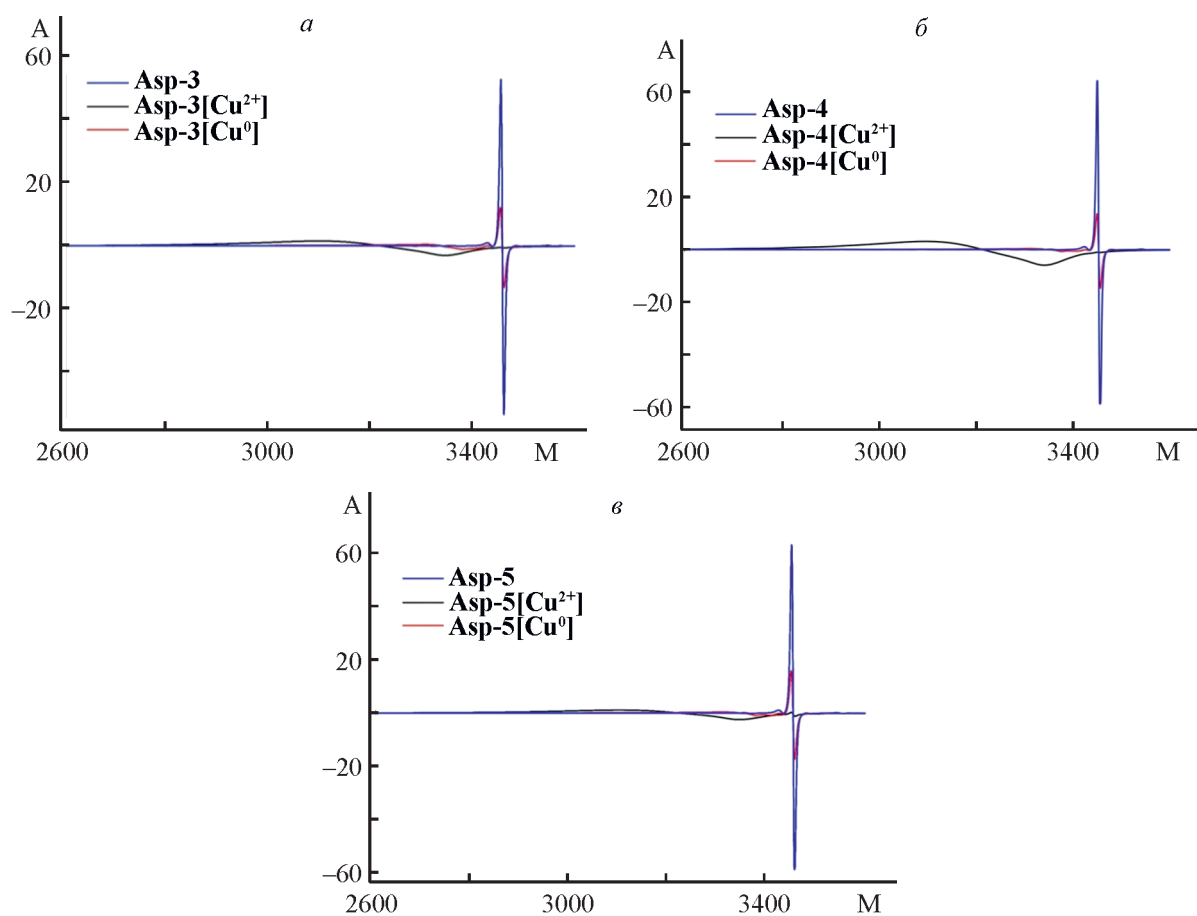 а
A
60
20
–20
Asp-3
Asp-3[Cu²⁺]
Asp-3[Cu⁰]
2600 3000 3400 M
б
A
60
20
–20
–60
Asp-4
Asp-4[Cu²⁺]
Asp-4[Cu⁰]
2600 3000 3400 M
в
A
60
20
–20
–60
Asp-5
Asp-5[Cu²⁺]
Asp-5[Cu⁰]
2600 3000 3400 M